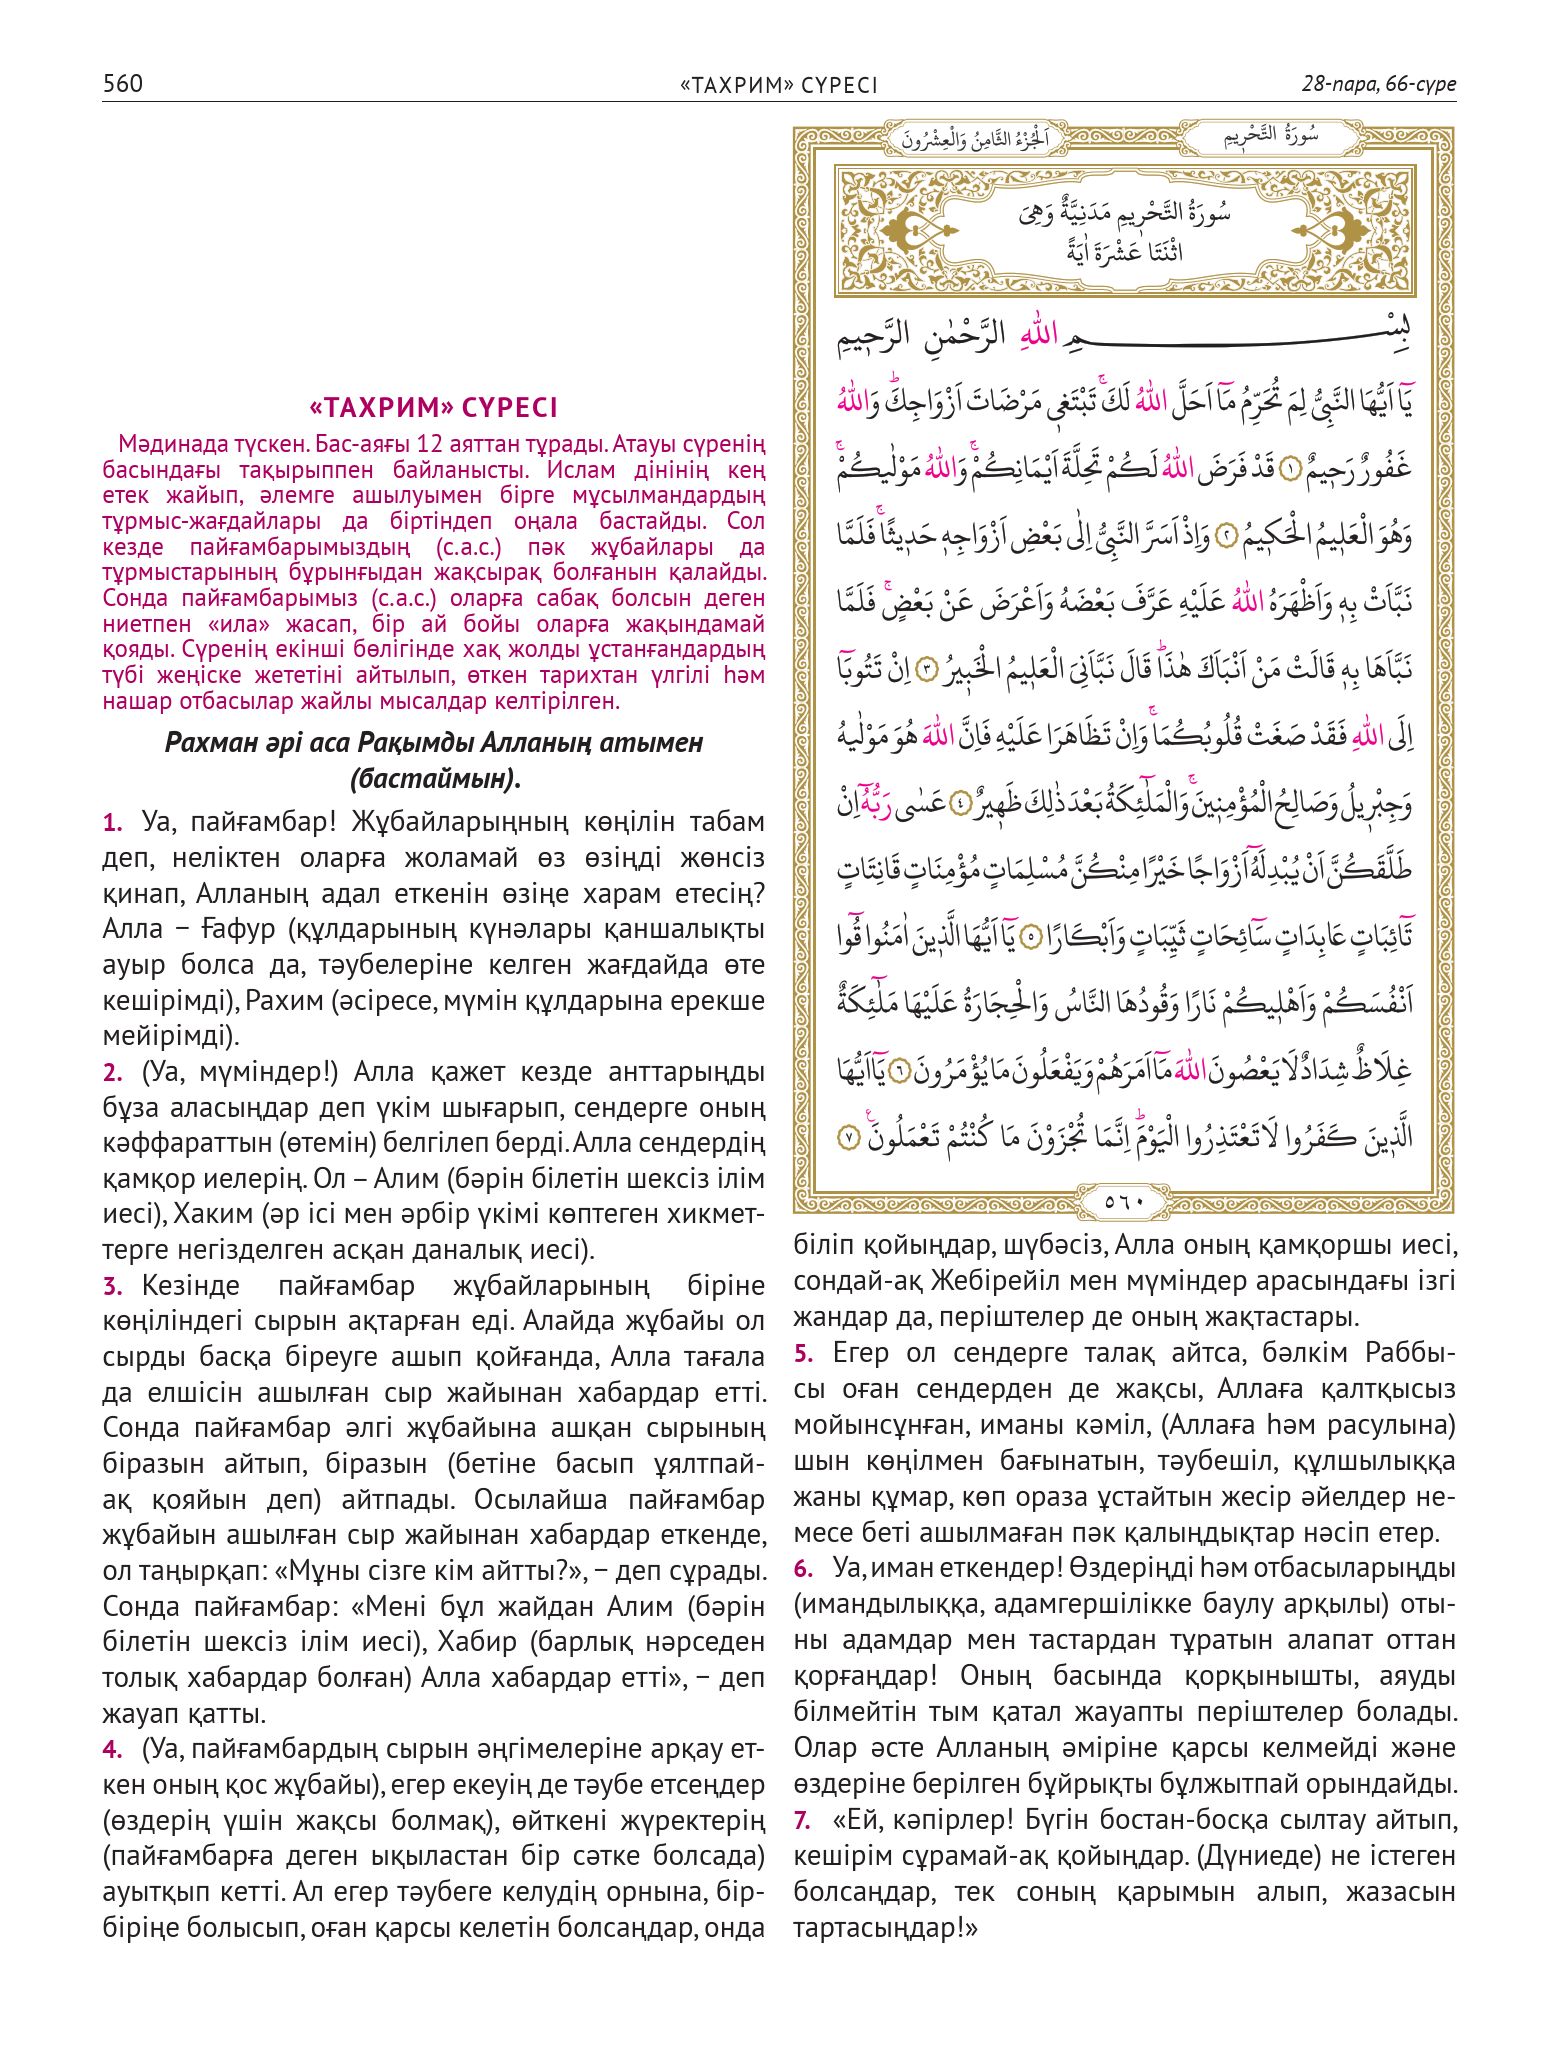 560
«ТАХРИМ» СҮРЕСІ
28-пара, 66-сүре
«ТАХРИМ» СҮРЕСІ
Мәдинада түскен. Бас-аяғы 12 аяттан тұрады. Атауы сүренің
басындағы тақырыппен байланысты. Ислам дінінің кең
етек жайып, әлемге ашылуымен бірге мұсылмандардың
тұрмыс-жағдайлары да біртіндеп оңала бастайды. Сол
кезде пайғамбарымыздың (с.а.с.) пәк жұбайлары да
тұрмыстарының бұрынғыдан жақсырақ болғанын қалайды.
Сонда пайғамбарымыз (с.а.с.) оларға сабақ болсын деген
ниетпен «ила» жасап, бір ай бойы оларға жақындамай
қояды. Сүренің екінші бөлігінде хақ жолды ұстанғандардың
түбі жеңіске жететіні айтылып, өткен тарихтан үлгілі һәм
нашар отбасылар жайлы мысалдар келтірілген.
Рахман әрі аса Рақымды Алланың атымен
(бастаймын).
1. Уа, пайғамбар! Жұбайларыңның көңілін табам
деп, неліктен оларға жоламай өз өзіңді жөнсіз
қинап, Алланың адал еткенін өзіңе харам етесің?
Алла – Ғафур (құлдарының күнәлары қаншалықты
ауыр болса да, тәубелеріне келген жағдайда өте
кешірімді), Рахим (әсіресе, мүмін құлдарына ерекше
мейірімді).
2. (Уа, мүміндер!) Алла қажет кезде анттарыңды
бұза аласыңдар деп үкім шығарып, сендерге оның
кәффараттын (өтемін) белгілеп берді. Алла сендердің
қамқор иелерің. Ол – Алим (бәрін білетін шексіз ілім
иесі), Хаким (әр ісі мен әрбір үкімі көптеген хикмет-
терге негізделген асқан даналық иесі).
3. Кезінде пайғамбар жұбайларының біріне
көңіліндегі сырын ақтарған еді. Алайда жұбайы ол
сырды басқа біреуге ашып қойғанда, Алла тағала
да елшісін ашылған сыр жайынан хабардар етті.
Сонда пайғамбар әлгі жұбайына ашқан сырының
біразын айтып, біразын (бетіне басып ұялтпай-
ақ қояйын деп) айтпады. Осылайша пайғамбар
жұбайын ашылған сыр жайынан хабардар еткенде,
ол таңырқап: «Мұны сізге кім айтты?», – деп сұрады.
Сонда пайғамбар: «Мені бұл жайдан Алим (бәрін
білетін шексіз ілім иесі), Хабир (барлық нәрседен
толық хабардар болған) Алла хабардар етті», – деп
жауап қатты.
4. (Уа, пайғамбардың сырын әңгімелеріне арқау ет-
кен оның қос жұбайы), егер екеуің де тәубе етсеңдер
(өздерің үшін жақсы болмақ), өйткені жүректерің
(пайғамбарға деген ықыластан бір сәтке болсада)
ауытқып кетті. Ал егер тәубеге келудің орнына, бір-
біріңе болысып, оған қарсы келетін болсаңдар, онда
سُورَةُ التَّحْرِيمِ
اَلْجُزْءُ الثَّامِنُ وَالْعِشْرُونَ
سُورَةُ التَّحْرِيمِ مَدَنِيَّةٌ وَهِيَ
اثْنَتَا عَشْرَةَ اٰيَةً
بِسْمِ اللهِ الرَّحْمٰنِ الرَّحِيمِ
يَٓا اَيُّهَا النَّبِيُّ لِمَ تُحَرِّمُ مَٓا اَحَلَّ اللهُ لَكَۚ تَبْتَغِي مَرْضَاتَ اَزْوَاجِكَۜ وَاللهُ
غَفُورٌ رَحِيمٌ ﴿١﴾ قَدْ فَرَضَ اللهُ لَكُمْ تَحِلَّةَ اَيْمَانِكُمْۚ وَاللهُ مَوْلٰيكُمْۚ
وَهُوَ الْعَلِيمُ الْحَكِيمُ ﴿٢﴾ وَاِذْ اَسَرَّ النَّبِيُّ اِلٰى بَعْضِ اَزْوَاجِهِ حَدِيثًاۚ فَلَمَّا
نَبَّاَتْ بِهِ وَاَظْهَرَهُ اللهُ عَلَيْهِ عَرَّفَ بَعْضَهُ وَاَعْرَضَ عَنْ بَعْضٍۚ فَلَمَّا
نَبَّاَهَا بِهِ قَالَتْ مَنْ اَنْبَاَكَ هٰذَاۜ قَالَ نَبَّاَنِيَ الْعَلِيمُ الْخَبِيرُ ﴿٣﴾ اِنْ تَتُوبَٓا
اِلَى اللهِ فَقَدْ صَغَتْ قُلُوبُكُمَاۚ وَاِنْ تَظَاهَرَا عَلَيْهِ فَاِنَّ اللهَ هُوَ مَوْلٰيهُ
وَجِبْرِيلُ وَصَالِحُ الْمُؤْمِنِينَۚ وَالْمَلٰٓئِكَةُ بَعْدَ ذٰلِكَ ظَهِيرٌ ﴿٤﴾ عَسٰى رَبُّهُٓ اِنْ
طَلَّقَكُنَّ اَنْ يُبْدِلَهُٓ اَزْوَاجًا خَيْرًا مِنْكُنَّ مُسْلِمَاتٍ مُؤْمِنَاتٍ قَانِتَاتٍ
تَٓائِبَاتٍ عَابِدَاتٍ سَٓائِحَاتٍ ثَيِّبَاتٍ وَاَبْكَارًا ﴿٥﴾ يَٓا اَيُّهَا الَّذِينَ اٰمَنُوا قُٓوا
اَنْفُسَكُمْ وَاَهْلِيكُمْ نَارًا وَقُودُهَا النَّاسُ وَالْحِجَارَةُ عَلَيْهَا مَلٰٓئِكَةٌ
غِلَاظٌ شِدَادٌ لَا يَعْصُونَ اللهَ مَٓا اَمَرَهُمْ وَيَفْعَلُونَ مَا يُؤْمَرُونَ ﴿٦﴾ يَٓا اَيُّهَا
الَّذِينَ كَفَرُوا لَا تَعْتَذِرُوا الْيَوْمَۜ اِنَّمَا تُجْزَوْنَ مَا كُنْتُمْ تَعْمَلُونَ ﴿٧﴾
٥٦٠
біліп қойыңдар, шүбәсіз, Алла оның қамқоршы иесі,
сондай-ақ Жебірейіл мен мүміндер арасындағы ізгі
жандар да, періштелер де оның жақтастары.
5. Егер ол сендерге талақ айтса, бәлкім Раббы-
сы оған сендерден де жақсы, Аллаға қалтқысыз
мойынсұнған, иманы кәміл, (Аллаға һәм расулына)
шын көңілмен бағынатын, тәубешіл, құлшылыққа
жаны құмар, көп ораза ұстайтын жесір әйелдер не-
месе беті ашылмаған пәк қалыңдықтар нәсіп етер.
6. Уа, иман еткендер! Өздеріңді һәм отбасыларыңды
(имандылыққа, адамгершілікке баулу арқылы) оты-
ны адамдар мен тастардан тұратын алапат оттан
қорғаңдар! Оның басында қорқынышты, аяуды
білмейтін тым қатал жауапты періштелер болады.
Олар әсте Алланың әміріне қарсы келмейді және
өздеріне берілген бұйрықты бұлжытпай орындайды.
7. «Ей, кәпірлер! Бүгін бостан-босқа сылтау айтып,
кешірім сұрамай-ақ қойыңдар. (Дүниеде) не істеген
болсаңдар, тек соның қарымын алып, жазасын
тартасыңдар!»